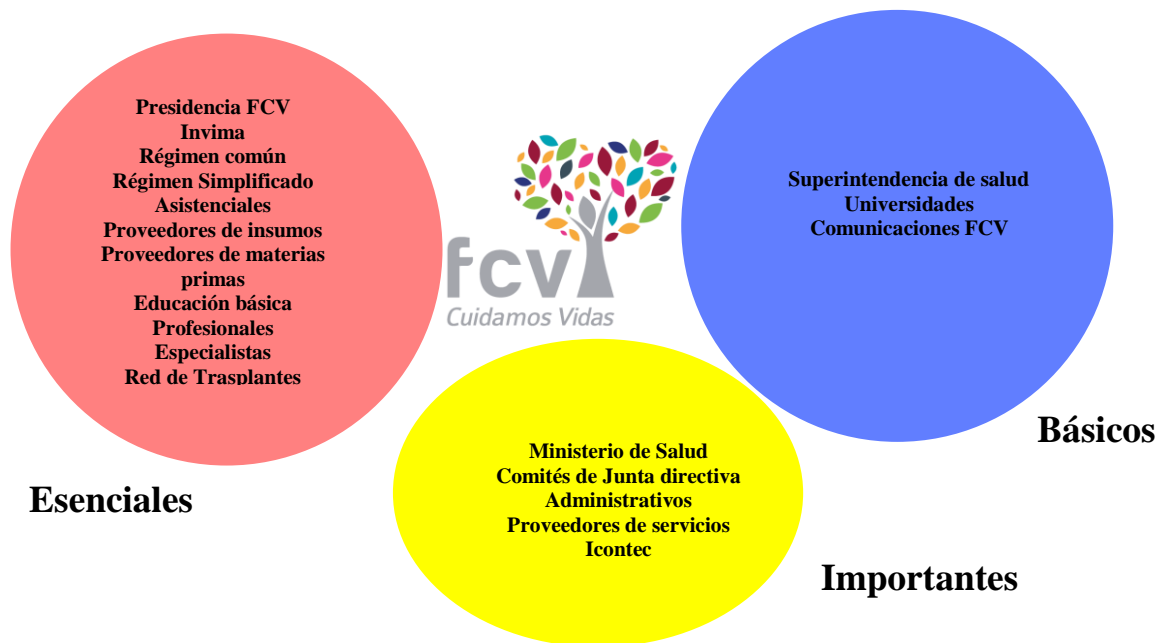 Presidencia FCV
Invima
Régimen común
Régimen Simplificado
Asistenciales
Proveedores de insumos
Proveedores de materias
primas
Educación básica
Profesionales
Especialistas
Red de Trasplantes
Esenciales
fcv
Cuidamos Vidas
Superintendencia de salud
Universidades
Comunicaciones FCV
Básicos
Ministerio de Salud
Comités de Junta directiva
Administrativos
Proveedores de servicios
Icontec
Importantes